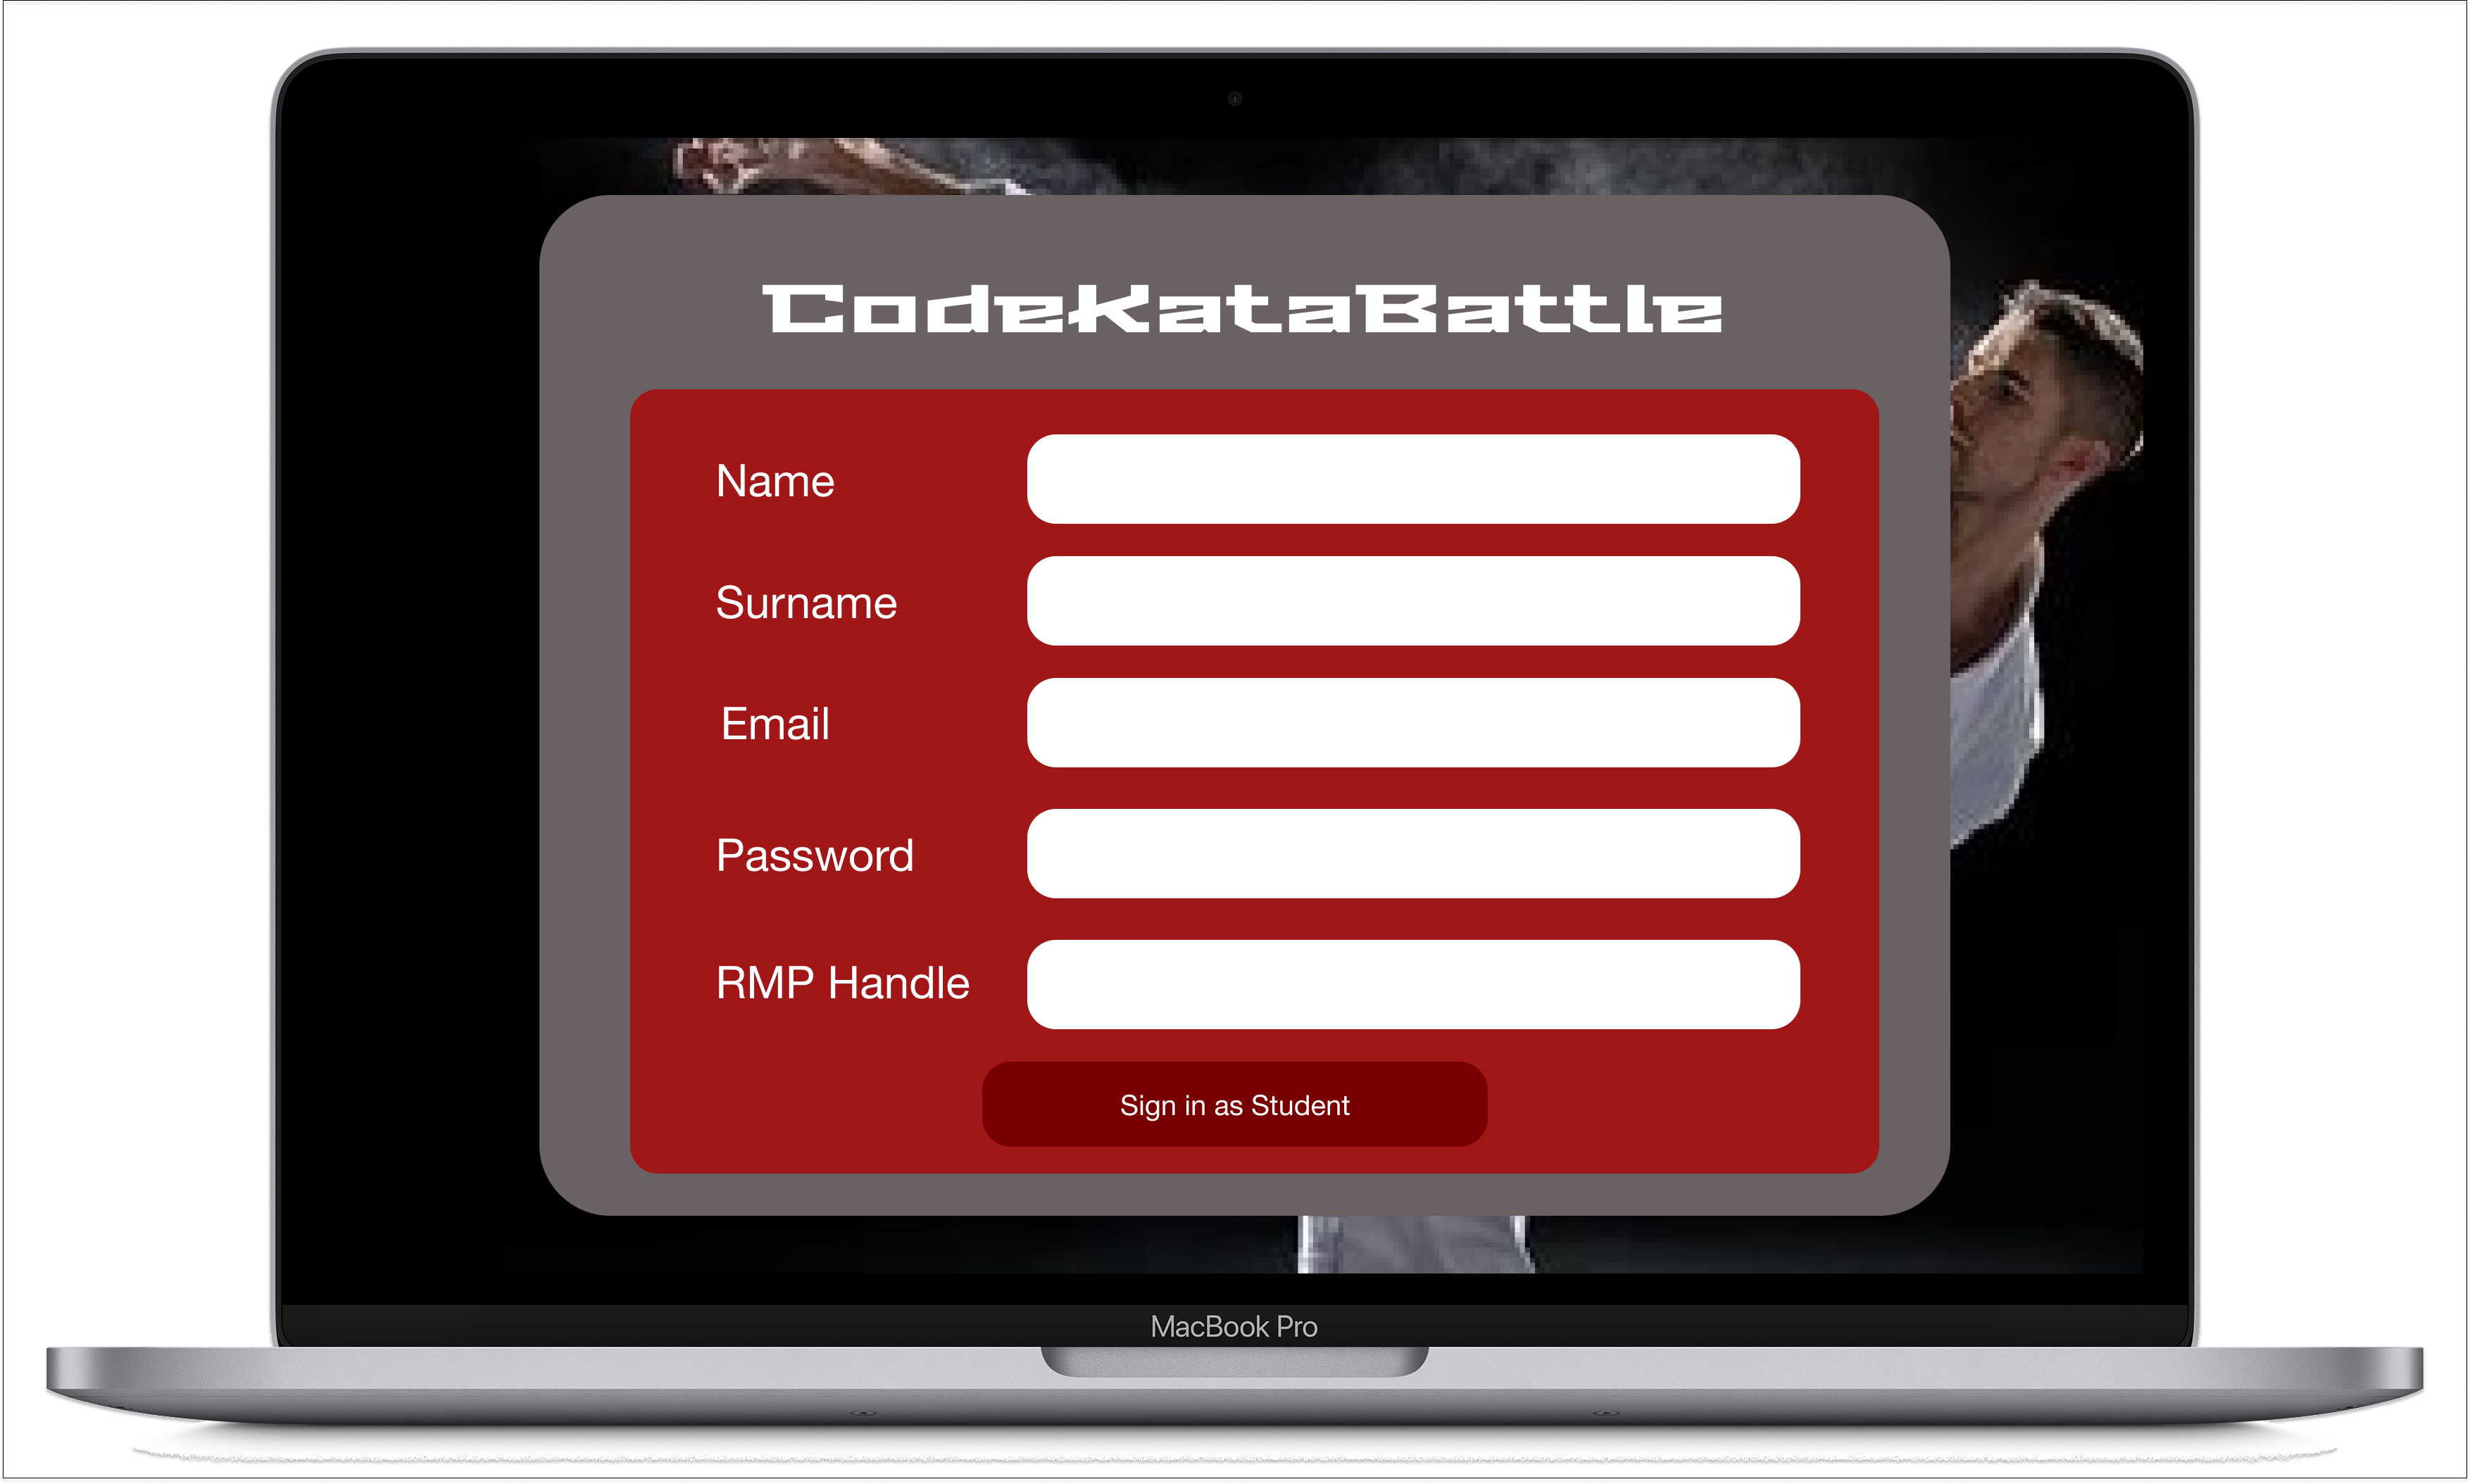 CodeKataBattle
Name
Surname
Email
Password
RMP Handle
Sign in as Student
MacBook Pro